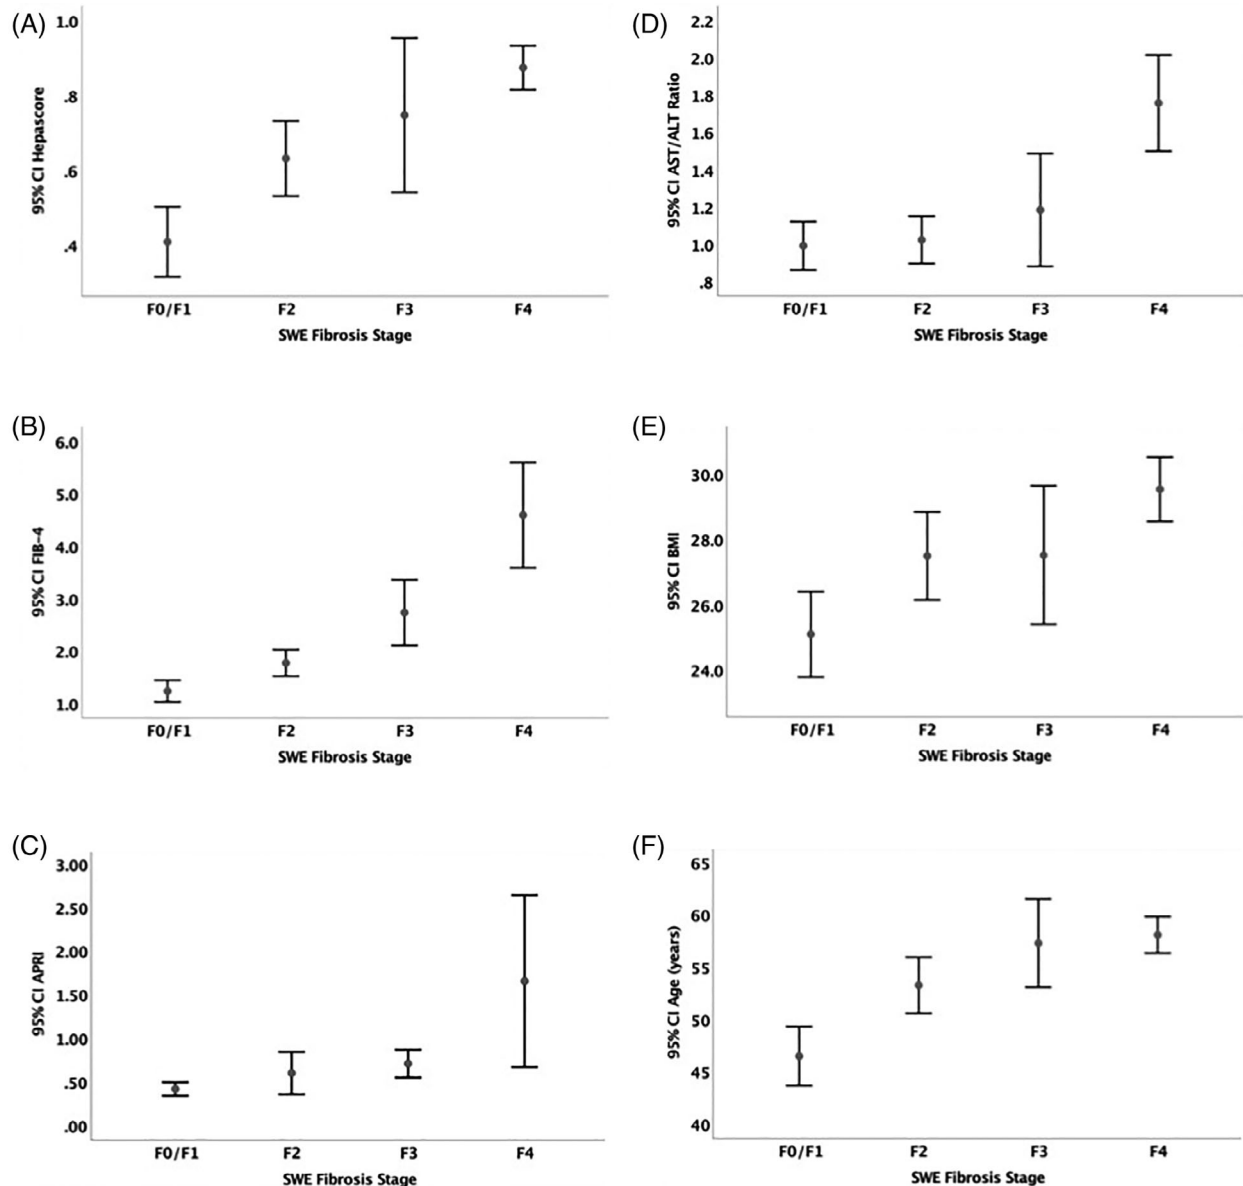 (A)
95% CI Hepascore
1.0
.8
.6
.4
F0/F1 F2 F3 F4
SWE Fibrosis Stage
(D)
95% CI AST/ALT Ratio
2.2
2.0
1.8
1.6
1.4
1.2
1.0
.8
F0/F1 F2 F3 F4
SWE Fibrosis Stage
(B)
95% CI FIB-4
6.0
5.0
4.0
3.0
2.0
1.0
F0/F1 F2 F3 F4
SWE Fibrosis Stage
(E)
95% CI BMI
30.0
28.0
26.0
24.0
F0/F1 F2 F3 F4
SWE Fibrosis Stage
(C)
95% CI APRI
3.00
2.50
2.00
1.50
1.00
.50
.00
F0/F1 F2 F3 F4
SWE Fibrosis Stage
(F)
95% CI Age (years)
65
60
55
50
45
40
F0/F1 F2 F3 F4
SWE Fibrosis Stage